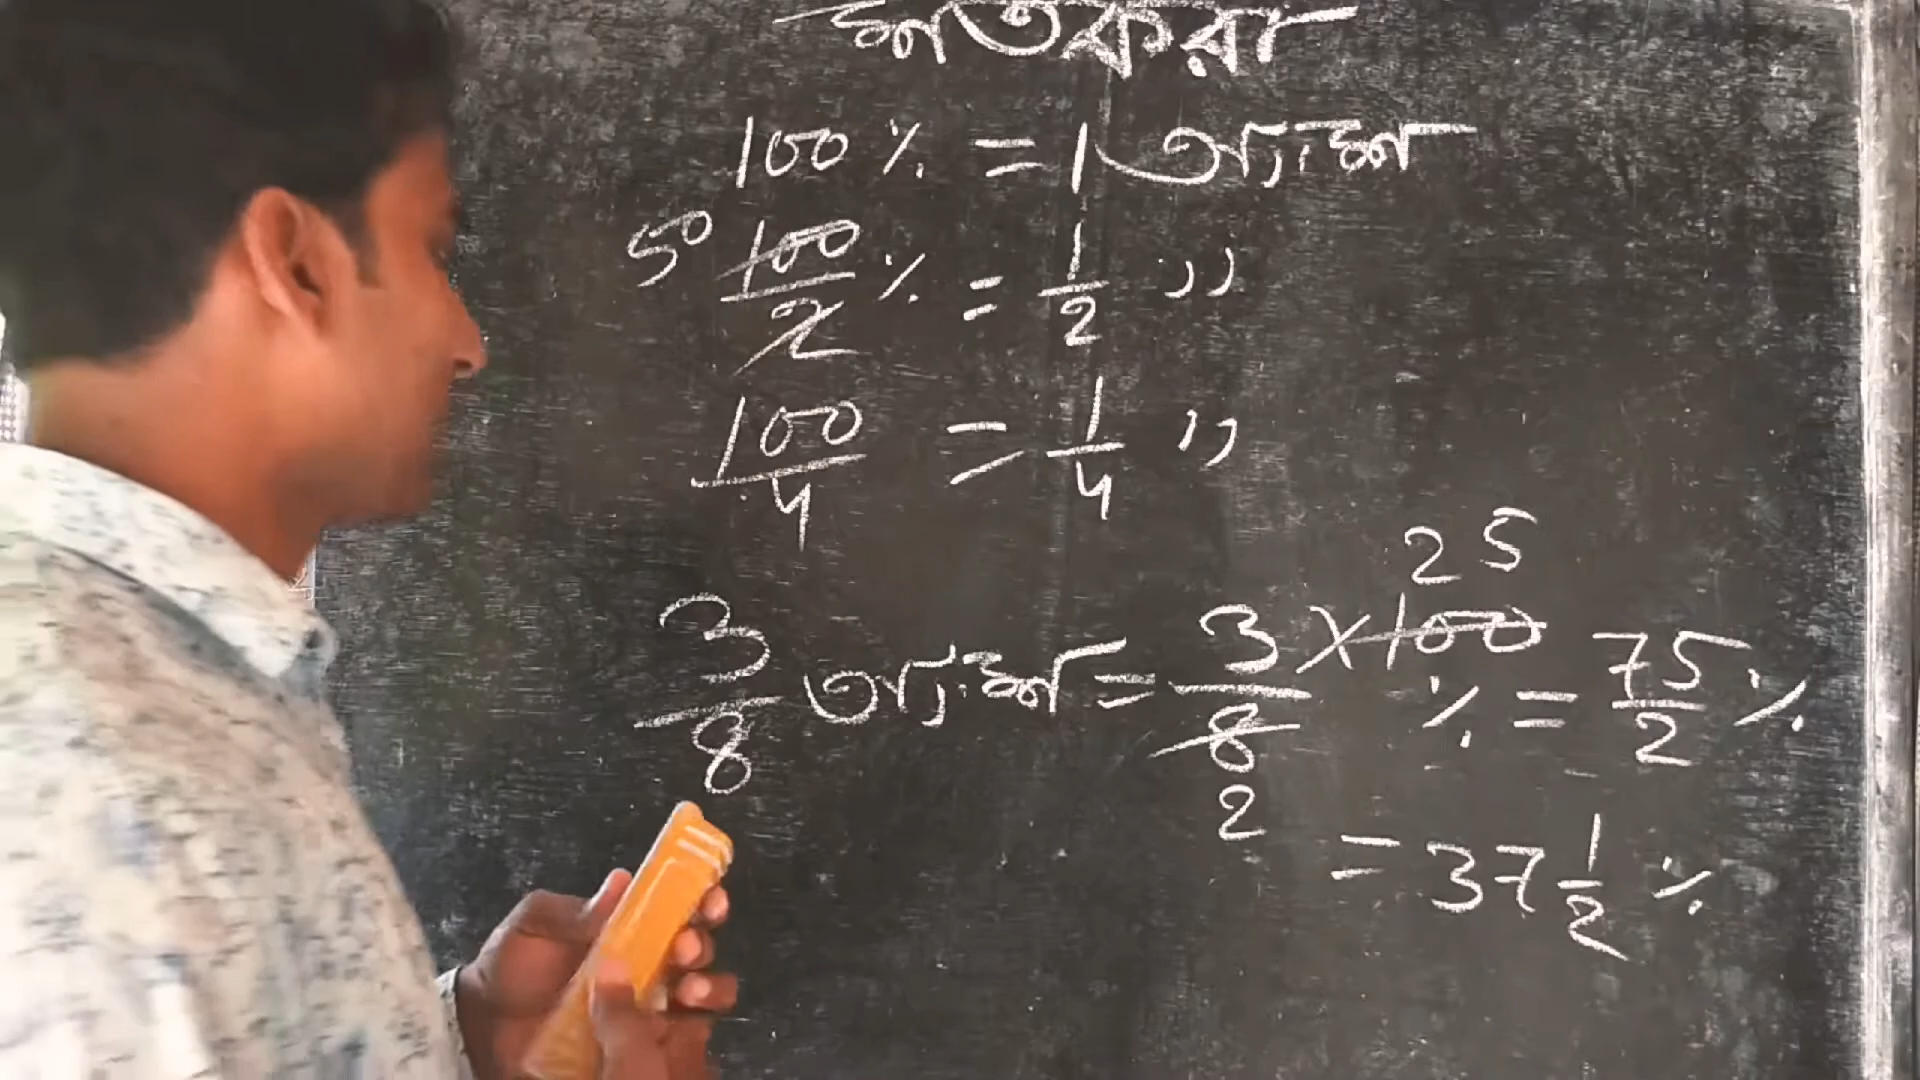 শতকরা
100 % = 1 অংশ
50 100/2 % = 1/2 ,,
100/4 = 1/4 ,,
25
3/8 অংশ = 3 x 100/8 % = 75/2 %
2
= 37 1/2 %